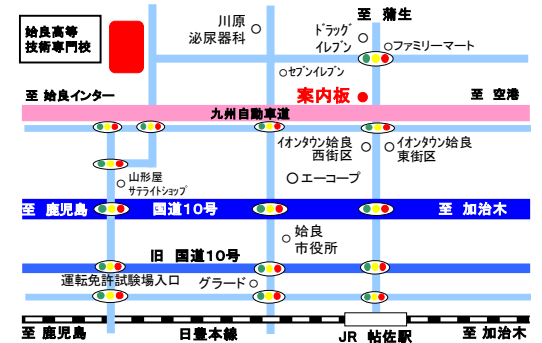 至 蒲生
川原
泌尿器科
ﾄﾞﾗｯｸﾞ
ｲﾚﾌﾞﾝ
ファミリーマート
姶良高等
技術専門校
ｾﾌﾞﾝｲﾚﾌﾞﾝ
至 姶良インター
案内板
至 空港
九州自動車道
イオンタウン姶良
西街区
イオンタウン姶良
東街区
山形屋
ｻﾃﾗｲﾄｼｮｯﾌﾟ
エーコープ
至 鹿児島
国道10号
至 加治木
姶良
市役所
旧 国道10号
運転免許試験場入口
グラード
至 鹿児島
日豊本線
JR 帖佐駅
至 加治木